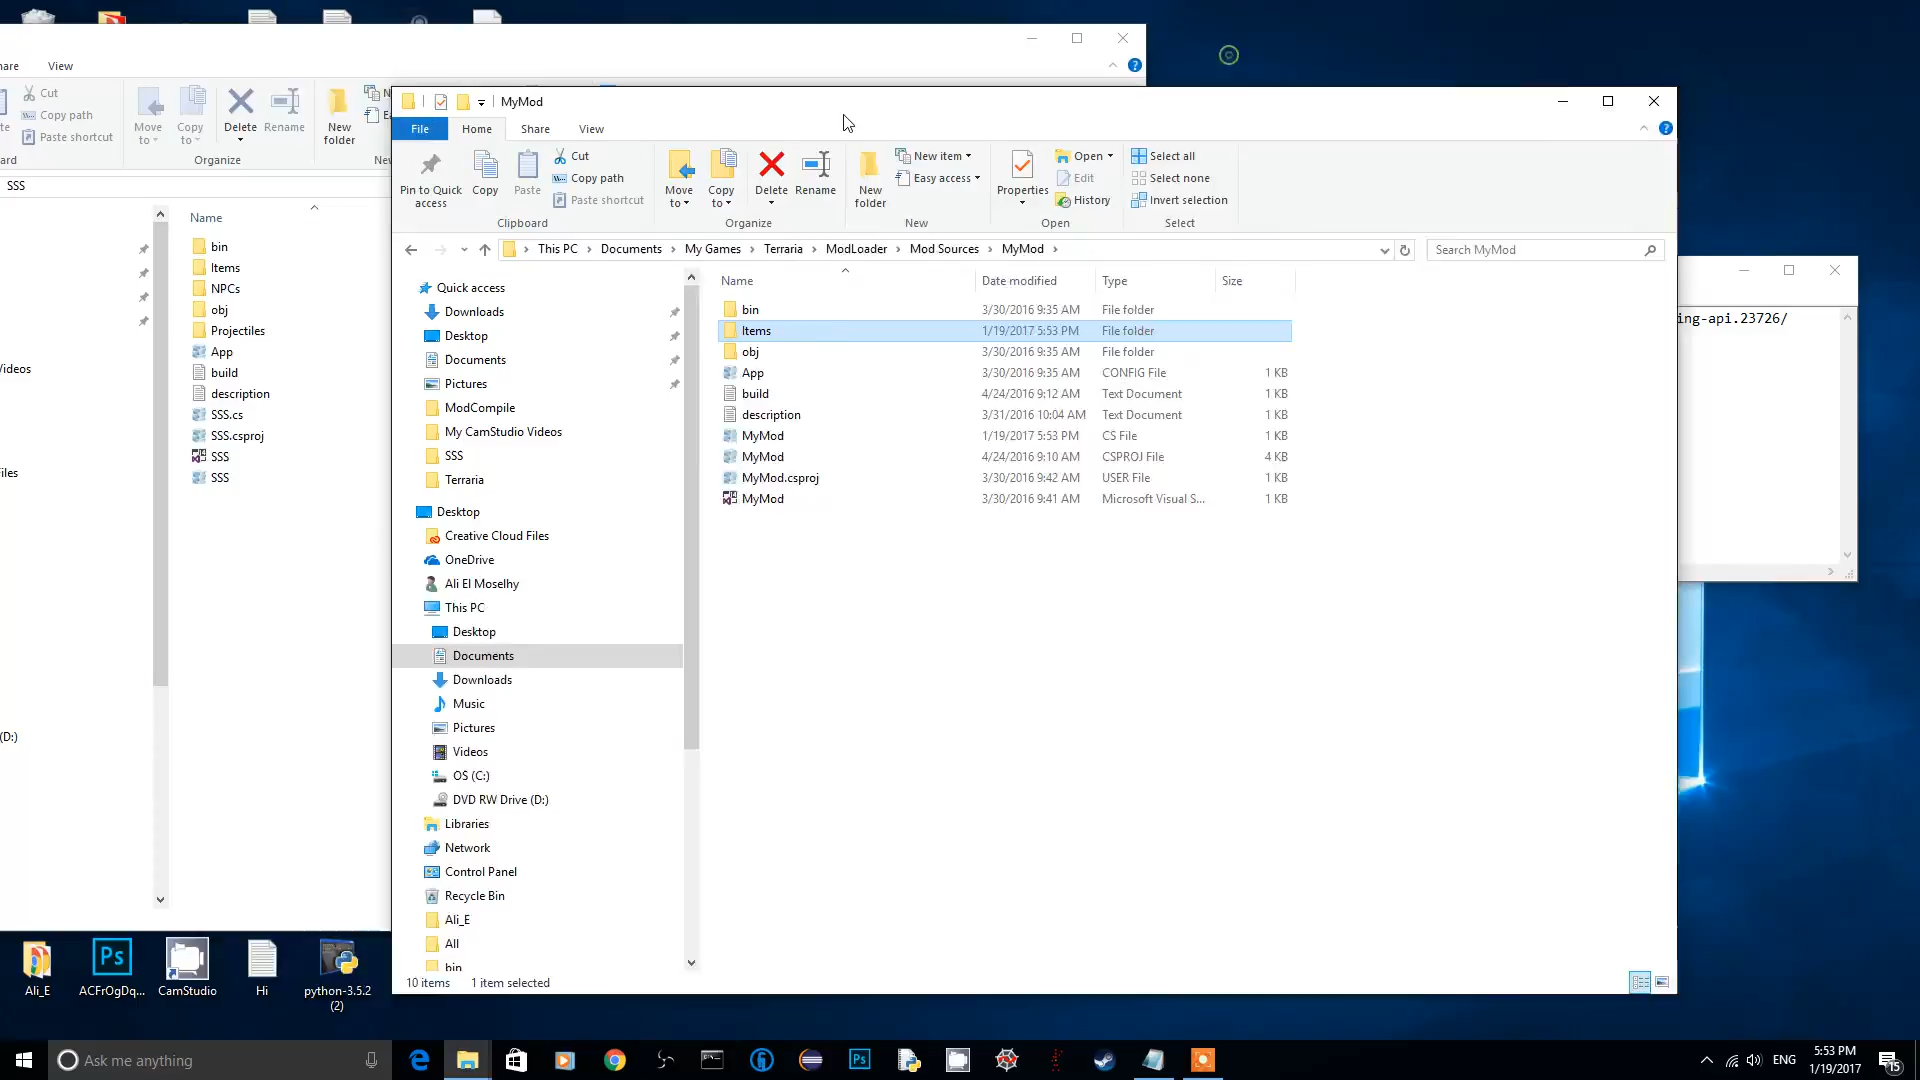 hare
View
Cut
Copy path
Paste shortcut
Move to
Copy to
Delete
Rename
New folder
Organize
SSS
Name
bin
Items
NPCs
obj
Projectiles
App
build
description
SSS.cs
SSS.csproj
SSS
SSS
(D:)
MyMod
File
Home
Share
View
Pin to Quick access
Copy
Paste
Cut
Copy path
Paste shortcut
Clipboard
Move to
Copy to
Delete
Rename
Organize
New folder
New item
Easy access
New
Properties
Open
Edit
History
Open
Select all
Select none
Invert selection
Select
This PC > Documents > My Games > Terraria > ModLoader > Mod Sources > MyMod >
Search MyMod
Quick access
Downloads
Desktop
Documents
Pictures
ModCompile
My CamStudio Videos
SSS
Terraria
Desktop
Creative Cloud Files
OneDrive
Ali El Moselhy
This PC
Desktop
Documents
Downloads
Music
Pictures
Videos
OS (C:)
DVD RW Drive (D:)
Libraries
Network
Control Panel
Recycle Bin
Ali_E
All
bin
Name Date modified Type Size
bin 3/30/2016 9:35 AM File folder
Items 1/19/2017 5:53 PM File folder
obj 3/30/2016 9:35 AM File folder
App 3/30/2016 9:35 AM CONFIG File 1 KB
build 4/24/2016 9:12 AM Text Document 1 KB
description 3/31/2016 10:04 AM Text Document 1 KB
MyMod 1/19/2017 5:53 PM CS File 1 KB
MyMod 4/24/2016 9:10 AM CSPROJ File 4 KB
MyMod.csproj 3/30/2016 9:42 AM USER File 1 KB
MyMod 3/30/2016 9:41 AM Microsoft Visual S... 1 KB
10 items 1 item selected
ing-api.23726/
Ali_E
ACFrOgDq...
CamStudio
Hi
python-3.5.2 (2)
Ask me anything
ENG
5:53 PM
1/19/2017
15